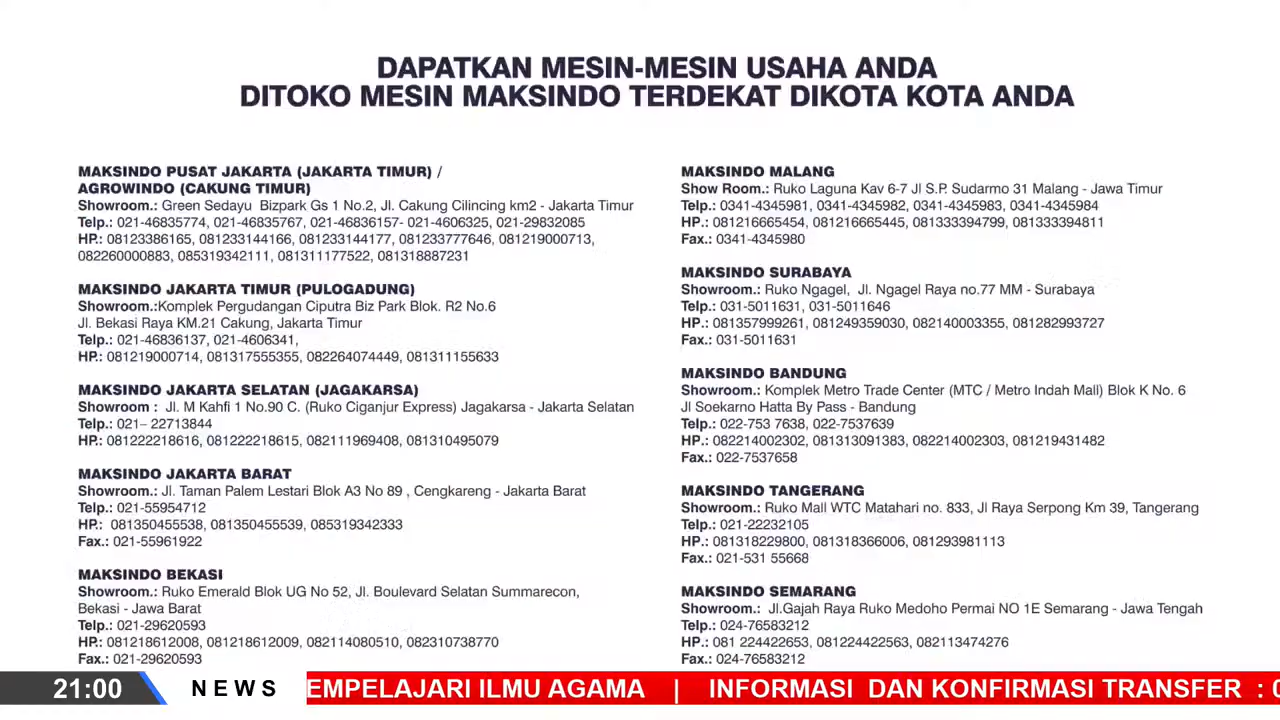 DAPATKAN MESIN-MESIN USAHA ANDA
DITOKO MESIN MAKSINDO TERDEKAT DIKOTA KOTA ANDA
MAKSINDO PUSAT JAKARTA (JAKARTA TIMUR) /
AGROWINDO (CAKUNG TIMUR)
Showroom.: Green Sedayu Bizpark Gs 1 No.2, Jl. Cakung Cilincing km2 - Jakarta Timur
Telp.: 021-46835774, 021-46835767, 021-46836157- 021-4606325, 021-29832085
HP.: 08123386165, 081233144166, 081233144177, 081233777646, 081219000713,
082260000883, 085319342111, 081311177522, 081318887231
MAKSINDO JAKARTA TIMUR (PULOGADUNG)
Showroom.:Komplek Pergudangan Ciputra Biz Park Blok. R2 No.6
Jl. Bekasi Raya KM.21 Cakung, Jakarta Timur
Telp.: 021-46836137, 021-4606341,
HP.: 081219000714, 081317555355, 082264074449, 081311155633
MAKSINDO JAKARTA SELATAN (JAGAKARSA)
Showroom : Jl. M Kahfi 1 No.90 C. (Ruko Ciganjur Express) Jagakarsa - Jakarta Selatan
Telp.: 021– 22713844
HP.: 081222218616, 081222218615, 082111969408, 081310495079
MAKSINDO JAKARTA BARAT
Showroom.: Jl. Taman Palem Lestari Blok A3 No 89 , Cengkareng - Jakarta Barat
Telp.: 021-55954712
HP.: 081350455538, 081350455539, 085319342333
Fax.: 021-55961922
MAKSINDO BEKASI
Showroom.: Ruko Emerald Blok UG No 52, Jl. Boulevard Selatan Summarecon,
Bekasi - Jawa Barat
Telp.: 021-29620593
HP.: 081218612008, 081218612009, 082114080510, 082310738770
Fax.: 021-29620593
MAKSINDO MALANG
Show Room.: Ruko Laguna Kav 6-7 Jl S.P. Sudarmo 31 Malang - Jawa Timur
Telp.: 0341-4345981, 0341-4345982, 0341-4345983, 0341-4345984
HP.: 081216665454, 081216665445, 081333394799, 081333394811
Fax.: 0341-4345980
MAKSINDO SURABAYA
Showroom.: Ruko Ngagel, Jl. Ngagel Raya no.77 MM - Surabaya
Telp.: 031-5011631, 031-5011646
HP.: 081357999261, 081249359030, 082140003355, 081282993727
Fax.: 031-5011631
MAKSINDO BANDUNG
Showroom.: Komplek Metro Trade Center (MTC / Metro Indah Mall) Blok K No. 6
Jl Soekarno Hatta By Pass - Bandung
Telp.: 022-753 7638, 022-7537639
HP.: 082214002302, 081313091383, 082214002303, 081219431482
Fax.: 022-7537658
MAKSINDO TANGERANG
Showroom.: Ruko Mall WTC Matahari no. 833, Jl Raya Serpong Km 39, Tangerang
Telp.: 021-22232105
HP.: 081318229800, 081318366006, 081293981113
Fax.: 021-531 55668
MAKSINDO SEMARANG
Showroom.: Jl.Gajah Raya Ruko Medoho Permai NO 1E Semarang - Jawa Tengah
Telp.: 024-76583212
HP.: 081 224422653, 081224422563, 082113474276
Fax.: 024-76583212
21:00 NEWS EMPELAJARI ILMU AGAMA | INFORMASI DAN KONFIRMASI TRANSFER : 0